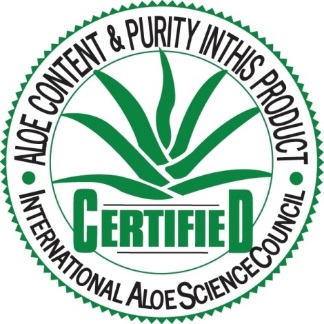 ALOE CONTENT & PURITY INTHIS PRODUCT
CERTIFIED
INTERNATIONAL ALOE SCIENCE COUNCIL